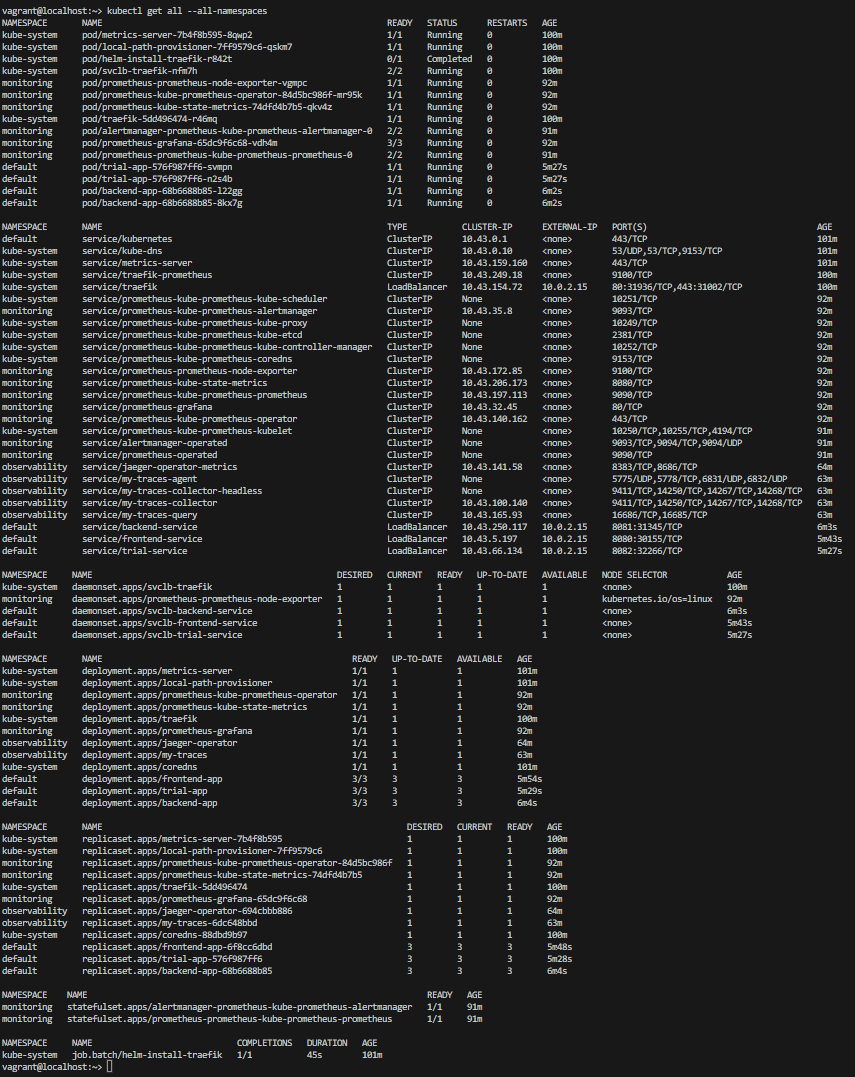 vagrant@localhost:~> kubectl get all --all-namespaces
NAMESPACE NAME READY STATUS RESTARTS AGE
kube-system pod/metrics-server-7b4f8b595-8qwp2 1/1 Running 0 100m
kube-system pod/local-path-provisioner-7ff9579c6-qskm7 1/1 Running 0 100m
kube-system pod/helm-install-traefik-r842t 0/1 Completed 0 100m
kube-system pod/svclb-traefik-nfm7h 2/2 Running 0 100m
monitoring pod/prometheus-prometheus-node-exporter-vgmpc 1/1 Running 0 92m
monitoring pod/prometheus-kube-prometheus-operator-84d5bc986f-mr95k 1/1 Running 0 92m
monitoring pod/prometheus-kube-state-metrics-74dfd4b7b5-qkv4z 1/1 Running 0 92m
kube-system pod/traefik-5dd496474-r46mq 1/1 Running 0 100m
monitoring pod/alertmanager-prometheus-kube-prometheus-alertmanager-0 2/2 Running 0 91m
monitoring pod/prometheus-grafana-65dc9f6c68-vdh4m 3/3 Running 0 92m
monitoring pod/prometheus-prometheus-kube-prometheus-prometheus-0 2/2 Running 0 91m
default pod/trial-app-576f987ff6-svmpn 1/1 Running 0 5m27s
default pod/trial-app-576f987ff6-n2s4b 1/1 Running 0 5m27s
default pod/backend-app-68b6688b85-l22gg 1/1 Running 0 6m2s
default pod/backend-app-68b6688b85-8kx7g 1/1 Running 0 6m2s
NAMESPACE NAME TYPE CLUSTER-IP EXTERNAL-IP PORT(S) AGE
default service/kubernetes ClusterIP 10.43.0.1 <none> 443/TCP 101m
kube-system service/kube-dns ClusterIP 10.43.0.10 <none> 53/UDP,53/TCP,9153/TCP 101m
kube-system service/metrics-server ClusterIP 10.43.159.160 <none> 443/TCP 101m
kube-system service/traefik-prometheus ClusterIP 10.43.249.18 <none> 9100/TCP 100m
kube-system service/traefik LoadBalancer 10.43.154.72 10.0.2.15 80:31936/TCP,443:31002/TCP 100m
kube-system service/prometheus-kube-prometheus-kube-scheduler ClusterIP None <none> 10251/TCP 92m
monitoring service/prometheus-kube-prometheus-alertmanager ClusterIP 10.43.35.8 <none> 9093/TCP 92m
kube-system service/prometheus-kube-prometheus-kube-proxy ClusterIP None <none> 10249/TCP 92m
kube-system service/prometheus-kube-prometheus-kube-etcd ClusterIP None <none> 2381/TCP 92m
kube-system service/prometheus-kube-prometheus-kube-controller-manager ClusterIP None <none> 10252/TCP 92m
kube-system service/prometheus-kube-prometheus-coredns ClusterIP None <none> 9153/TCP 92m
monitoring service/prometheus-prometheus-node-exporter ClusterIP 10.43.172.85 <none> 9100/TCP 92m
monitoring service/prometheus-kube-state-metrics ClusterIP 10.43.206.173 <none> 8080/TCP 92m
monitoring service/prometheus-kube-prometheus-prometheus ClusterIP 10.43.197.113 <none> 9090/TCP 92m
monitoring service/prometheus-grafana ClusterIP 10.43.32.45 <none> 80/TCP 92m
monitoring service/prometheus-kube-prometheus-operator ClusterIP 10.43.140.162 <none> 443/TCP 92m
kube-system service/prometheus-kube-prometheus-kubelet ClusterIP None <none> 10250/TCP,10255/TCP,4194/TCP 91m
monitoring service/alertmanager-operated ClusterIP None <none> 9093/TCP,9094/TCP,9094/UDP 91m
monitoring service/prometheus-operated ClusterIP None <none> 9090/TCP 91m
observability service/jaeger-operator-metrics ClusterIP 10.43.141.58 <none> 8383/TCP,8686/TCP 64m
observability service/my-traces-agent ClusterIP None <none> 5775/UDP,5778/TCP,6831/UDP,6832/UDP 63m
observability service/my-traces-collector-headless ClusterIP None <none> 9411/TCP,14250/TCP,14267/TCP,14268/TCP 63m
observability service/my-traces-collector ClusterIP 10.43.100.140 <none> 9411/TCP,14250/TCP,14267/TCP,14268/TCP 63m
observability service/my-traces-query ClusterIP 10.43.165.93 <none> 16686/TCP,16685/TCP 63m
default service/backend-service LoadBalancer 10.43.250.117 10.0.2.15 8081:31345/TCP 6m3s
default service/frontend-service LoadBalancer 10.43.5.197 10.0.2.15 8080:30155/TCP 5m43s
default service/trial-service LoadBalancer 10.43.66.134 10.0.2.15 8082:32266/TCP 5m27s
NAMESPACE NAME DESIRED CURRENT READY UP-TO-DATE AVAILABLE NODE SELECTOR AGE
kube-system daemonset.apps/svclb-traefik 1 1 1 1 1 <none> 100m
monitoring daemonset.apps/prometheus-prometheus-node-exporter 1 1 1 1 1 kubernetes.io/os=linux 92m
default daemonset.apps/svclb-backend-service 1 1 1 1 1 <none> 6m3s
default daemonset.apps/svclb-frontend-service 1 1 1 1 1 <none> 5m43s
default daemonset.apps/svclb-trial-service 1 1 1 1 1 <none> 5m27s
NAMESPACE NAME READY UP-TO-DATE AVAILABLE AGE
kube-system deployment.apps/metrics-server 1/1 1 1 101m
kube-system deployment.apps/local-path-provisioner 1/1 1 1 101m
monitoring deployment.apps/prometheus-kube-prometheus-operator 1/1 1 1 92m
monitoring deployment.apps/prometheus-kube-state-metrics 1/1 1 1 92m
kube-system deployment.apps/traefik 1/1 1 1 100m
monitoring deployment.apps/prometheus-grafana 1/1 1 1 92m
observability deployment.apps/jaeger-operator 1/1 1 1 64m
observability deployment.apps/my-traces 1/1 1 1 63m
kube-system deployment.apps/coredns 1/1 1 1 101m
default deployment.apps/frontend-app 3/3 3 3 5m54s
default deployment.apps/trial-app 3/3 3 3 5m29s
default deployment.apps/backend-app 3/3 3 3 6m4s
NAMESPACE NAME DESIRED CURRENT READY AGE
kube-system replicaset.apps/metrics-server-7b4f8b595 1 1 1 100m
kube-system replicaset.apps/local-path-provisioner-7ff9579c6 1 1 1 100m
monitoring replicaset.apps/prometheus-kube-prometheus-operator-84d5bc986f 1 1 1 92m
monitoring replicaset.apps/prometheus-kube-state-metrics-74dfd4b7b5 1 1 1 92m
kube-system replicaset.apps/traefik-5dd496474 1 1 1 100m
monitoring replicaset.apps/prometheus-grafana-65dc9f6c68 1 1 1 92m
observability replicaset.apps/jaeger-operator-694cbbb886 1 1 1 64m
observability replicaset.apps/my-traces-6dc648bbd 1 1 1 63m
kube-system replicaset.apps/coredns-88dbd9b97 1 1 1 100m
default replicaset.apps/frontend-app-6f8cc6dbd 3 3 3 5m48s
default replicaset.apps/trial-app-576f987ff6 3 3 3 5m28s
default replicaset.apps/backend-app-68b6688b85 3 3 3 6m4s
NAMESPACE NAME READY AGE
monitoring statefulset.apps/alertmanager-prometheus-kube-prometheus-alertmanager 1/1 91m
monitoring statefulset.apps/prometheus-prometheus-kube-prometheus-prometheus 1/1 91m
NAMESPACE NAME COMPLETIONS DURATION AGE
kube-system job.batch/helm-install-traefik 1/1 45s 101m
vagrant@localhost:~>